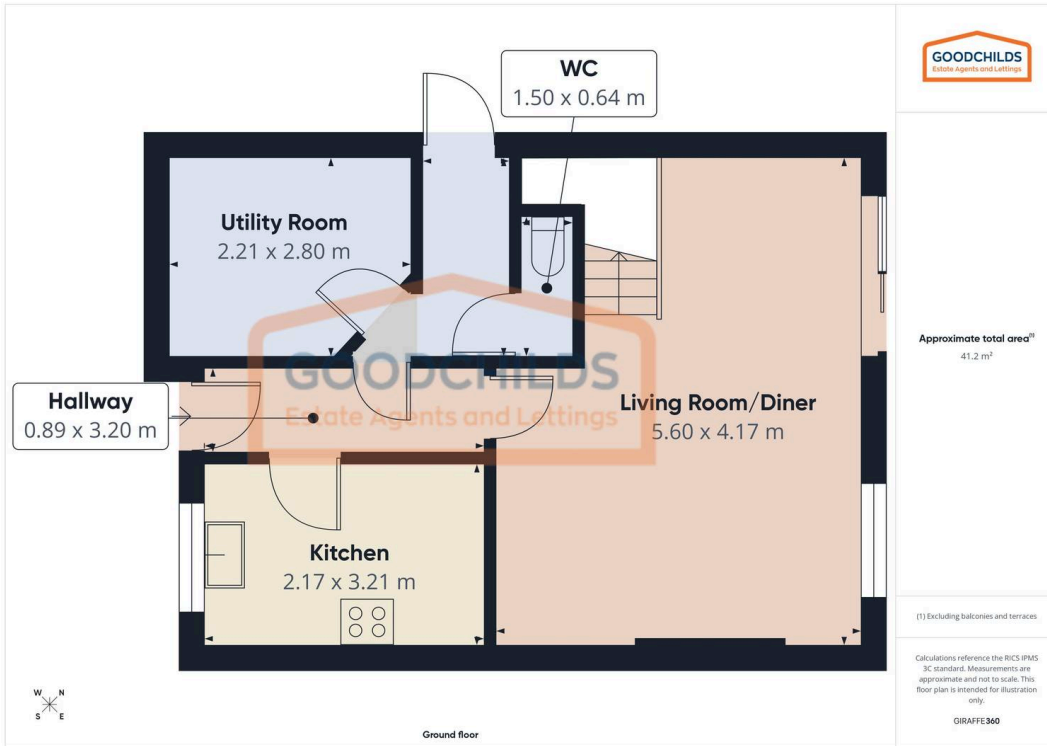 WC
1.50 x 0.64 m
Utility Room
2.21 x 2.80 m
GOODCHILDS
Estate Agents and Lettings
Hallway
0.89 x 3.20 m
Living Room/Diner
5.60 x 4.17 m
Kitchen
2.17 x 3.21 m
W N
S E
Ground floor
GOODCHILDS
Estate Agents and Lettings
Approximate total area⁽¹⁾
41.2 m²
(1) Excluding balconies and terraces
Calculations reference the RICS IPMS
3C standard. Measurements are
approximate and not to scale. This
floor plan is intended for illustration
only.
GIRAFFE360